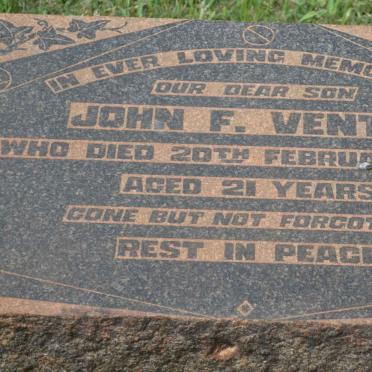 IN EVER LOVING MEMO
OUR DEAR SON
JOHN F. VENT
WHO DIED 20TH FEBRU
AGED 21 YEARS
GONE BUT NOT FORGOT
REST IN PEAC